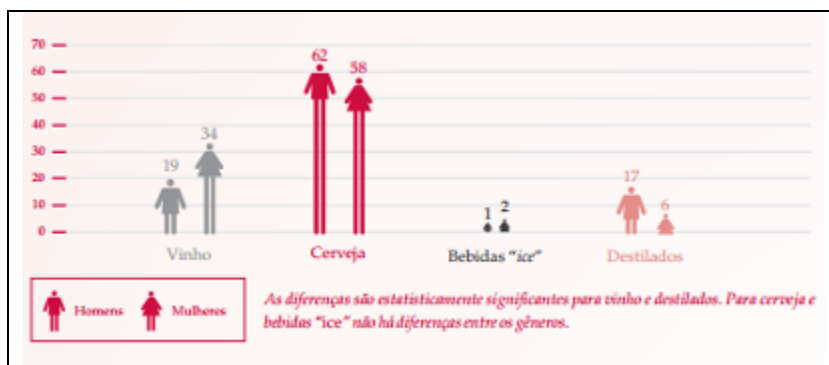 70
60
50
40
30
20
10
0
19
34
62
58
1
2
17
6
Vinho
Cerveja
Bebidas "ice"
Destilados
Homens
Mulheres
As diferenças são estatisticamente significantes para vinho e destilados. Para cerveja e
bebidas "ice" não há diferenças entre os gêneros.